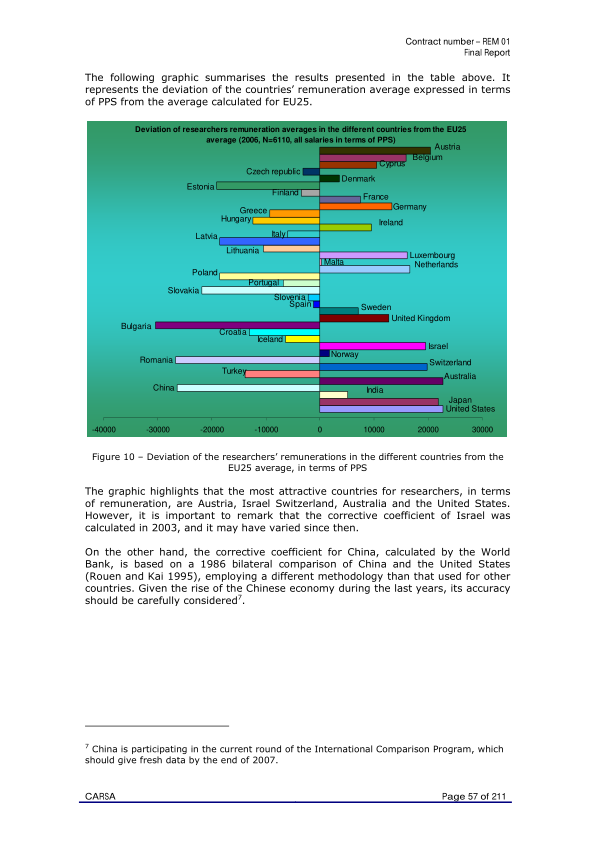 Contract number – REM 01
Final Report
The following graphic summarises the results presented in the table above. It
represents the deviation of the countries' remuneration average expressed in terms
of PPS from the average calculated for EU25.
Deviation of researchers remuneration averages in the different countries from the EU25
average (2006, N=6110, all salaries in terms of PPS)
Austria
Belgium
Cyprus
Czech republic
Denmark
Estonia
Finland
France
Germany
Greece
Hungary
Ireland
Italy
Latvia
Lithuania
Luxembourg
Malta
Netherlands
Poland
Portugal
Slovakia
Slovenia
Spain
Sweden
United Kingdom
Bulgaria
Croatia
Iceland
Israel
Norway
Romania
Switzerland
Turkey
Australia
China
India
Japan
United States
-40000 -30000 -20000 -10000 0 10000 20000 30000
Figure 10 – Deviation of the researchers' remunerations in the different countries from the
EU25 average, in terms of PPS
The graphic highlights that the most attractive countries for researchers, in terms
of remuneration, are Austria, Israel Switzerland, Australia and the United States.
However, it is important to remark that the corrective coefficient of Israel was
calculated in 2003, and it may have varied since then.
On the other hand, the corrective coefficient for China, calculated by the World
Bank, is based on a 1986 bilateral comparison of China and the United States
(Rouen and Kai 1995), employing a different methodology than that used for other
countries. Given the rise of the Chinese economy during the last years, its accuracy
should be carefully considered⁷.
⁷ China is participating in the current round of the International Comparison Program, which
should give fresh data by the end of 2007.
CARSA Page 57 of 211